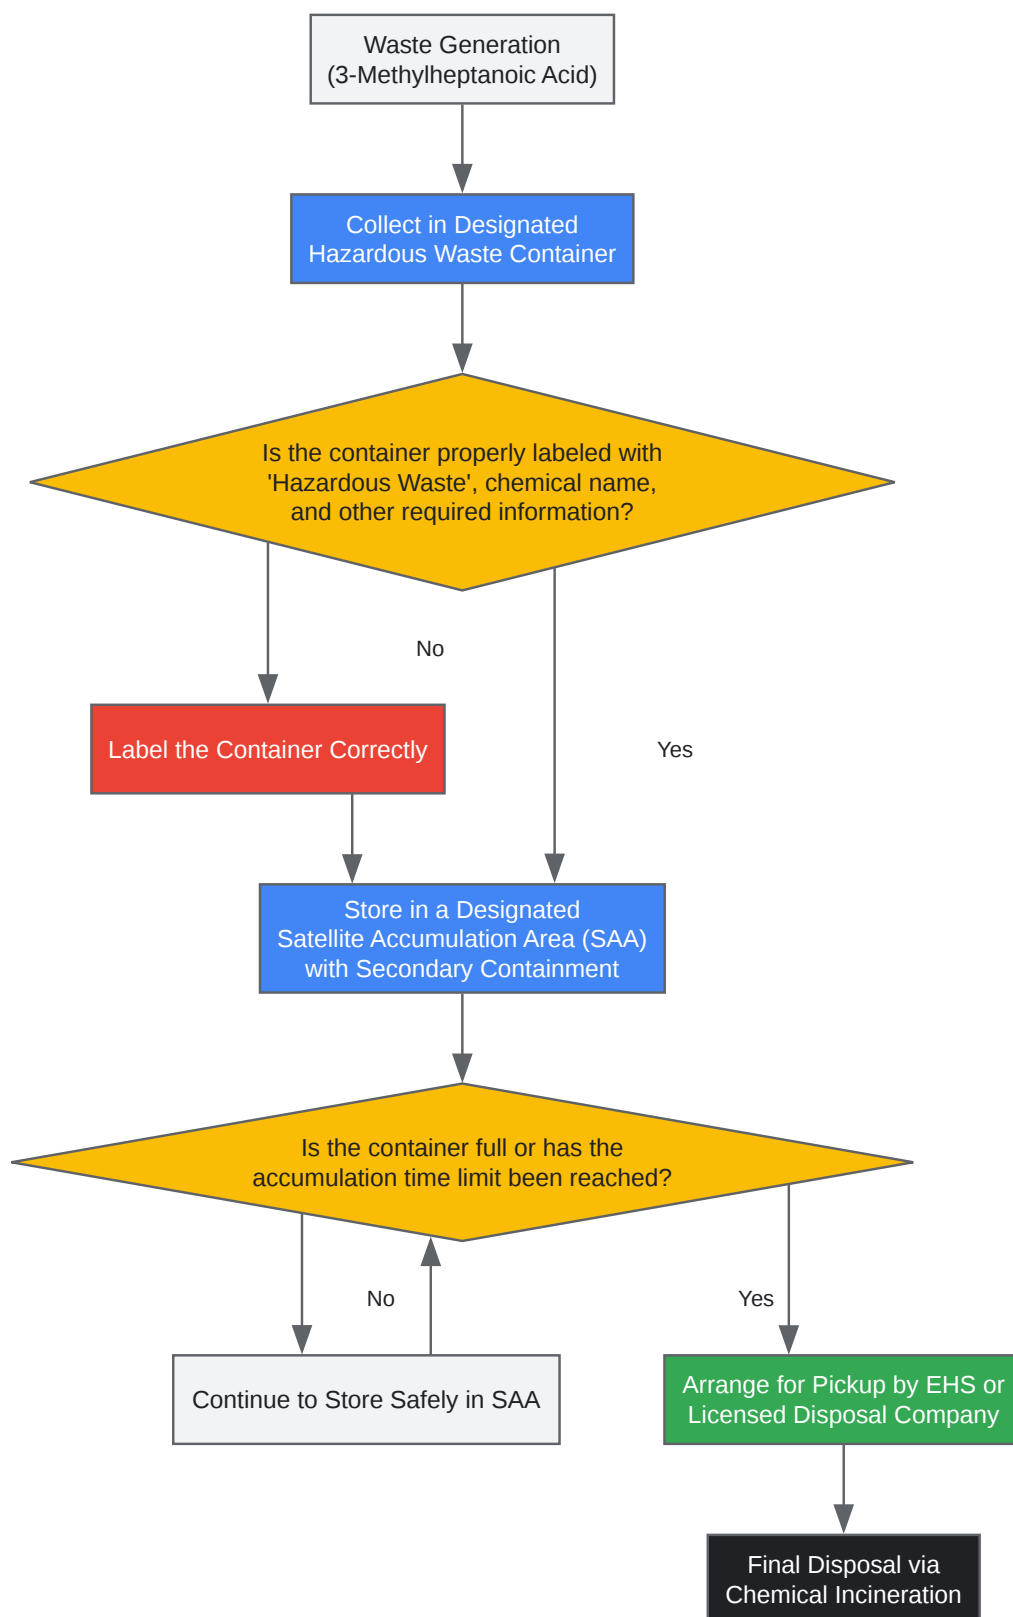 Waste Generation
(3-Methylheptanoic Acid)
Collect in Designated
Hazardous Waste Container
Is the container properly labeled with
'Hazardous Waste', chemical name,
and other required information?
No
Label the Container Correctly
Yes
Store in a Designated
Satellite Accumulation Area (SAA)
with Secondary Containment
Is the container full or has the
accumulation time limit been reached?
No
Yes
Continue to Store Safely in SAA
Arrange for Pickup by EHS or
Licensed Disposal Company
Final Disposal via
Chemical Incineration